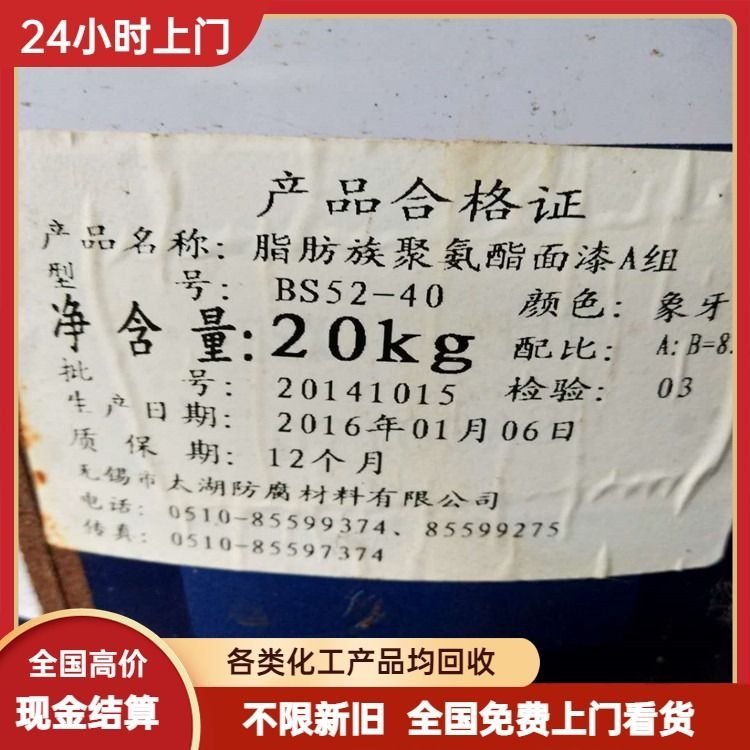 24小时上门
产品合格证
产品名称: 脂肪族聚氨酯面漆A组
型号: BS52-40 颜色: 象牙
净含量: 20kg 配比: A:B=8.
批号: 20141015 检验: 03
生产日期: 2016年01月06日
质保期: 12个月
无锡市太湖防腐材料有限公司
电话: 0510-85599374、85599275
传真: 0510-85597374
全国高价
现金结算
各类化工产品均回收
不限新旧 全国免费上门看货